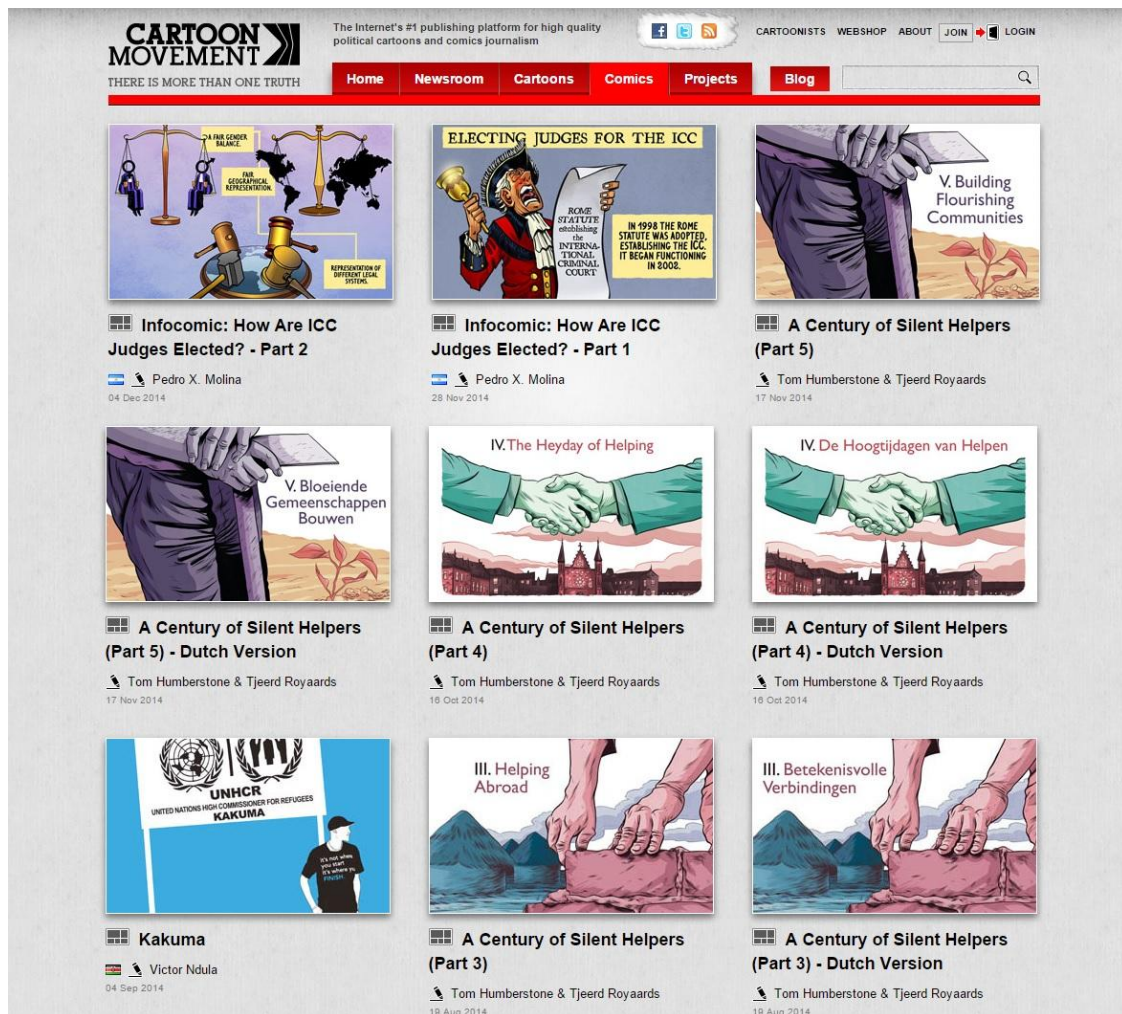 CARTOON
MOVEMENT
THERE IS MORE THAN ONE TRUTH
The Internet's #1 publishing platform for high quality
political cartoons and comics journalism
CARTOONISTS WEBSHOP ABOUT JOIN LOGIN
Home Newsroom Cartoons Comics Projects Blog
A FAIR GENDER
BALANCE.
FAIR
GEOGRAPHICAL
REPRESENTATION.
REPRESENTATION OF
DIFFERENT LEGAL
SYSTEMS.
Infocomic: How Are ICC
Judges Elected? - Part 2
Pedro X. Molina
04 Dec 2014
ELECTING JUDGES FOR THE ICC
ROME
STATUTE
establishing
the
INTERNA-
TIONAL
CRIMINAL
COURT
IN 1998 THE ROME
STATUTE WAS ADOPTED,
ESTABLISHING THE ICC.
IT BEGAN FUNCTIONING
IN 2002.
Infocomic: How Are ICC
Judges Elected? - Part 1
Pedro X. Molina
28 Nov 2014
V. Building
Flourishing
Communities
A Century of Silent Helpers
(Part 5)
Tom Humberstone & Tjeerd Royaards
17 Nov 2014
V. Bloeiende
Gemeenschappen
Bouwen
A Century of Silent Helpers
(Part 5) - Dutch Version
Tom Humberstone & Tjeerd Royaards
17 Nov 2014
IV. The Heyday of Helping
A Century of Silent Helpers
(Part 4)
Tom Humberstone & Tjeerd Royaards
16 Oct 2014
IV. De Hoogtijdagen van Helpen
A Century of Silent Helpers
(Part 4) - Dutch Version
Tom Humberstone & Tjeerd Royaards
16 Oct 2014
UNHCR
UNITED NATIONS HIGH COMMISSIONER FOR REFUGEES
KAKUMA
It's not when
you start
it's where yo
FINISH
Kakuma
Victor Ndula
04 Sep 2014
III. Helping
Abroad
A Century of Silent Helpers
(Part 3)
Tom Humberstone & Tjeerd Royaards
19 Aug 2014
III. Betekenisvolle
Verbindingen
A Century of Silent Helpers
(Part 3) - Dutch Version
Tom Humberstone & Tjeerd Royaards
19 Aug 2014